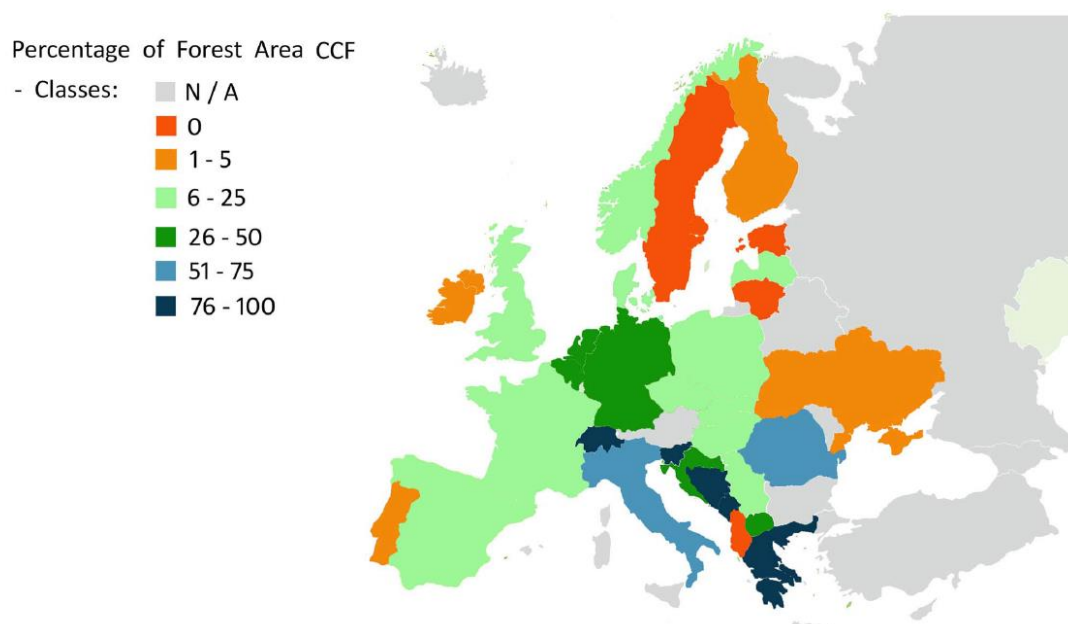 Percentage of Forest Area CCF
- Classes:
N / A
0
1 - 5
6 - 25
26 - 50
51 - 75
76 - 100